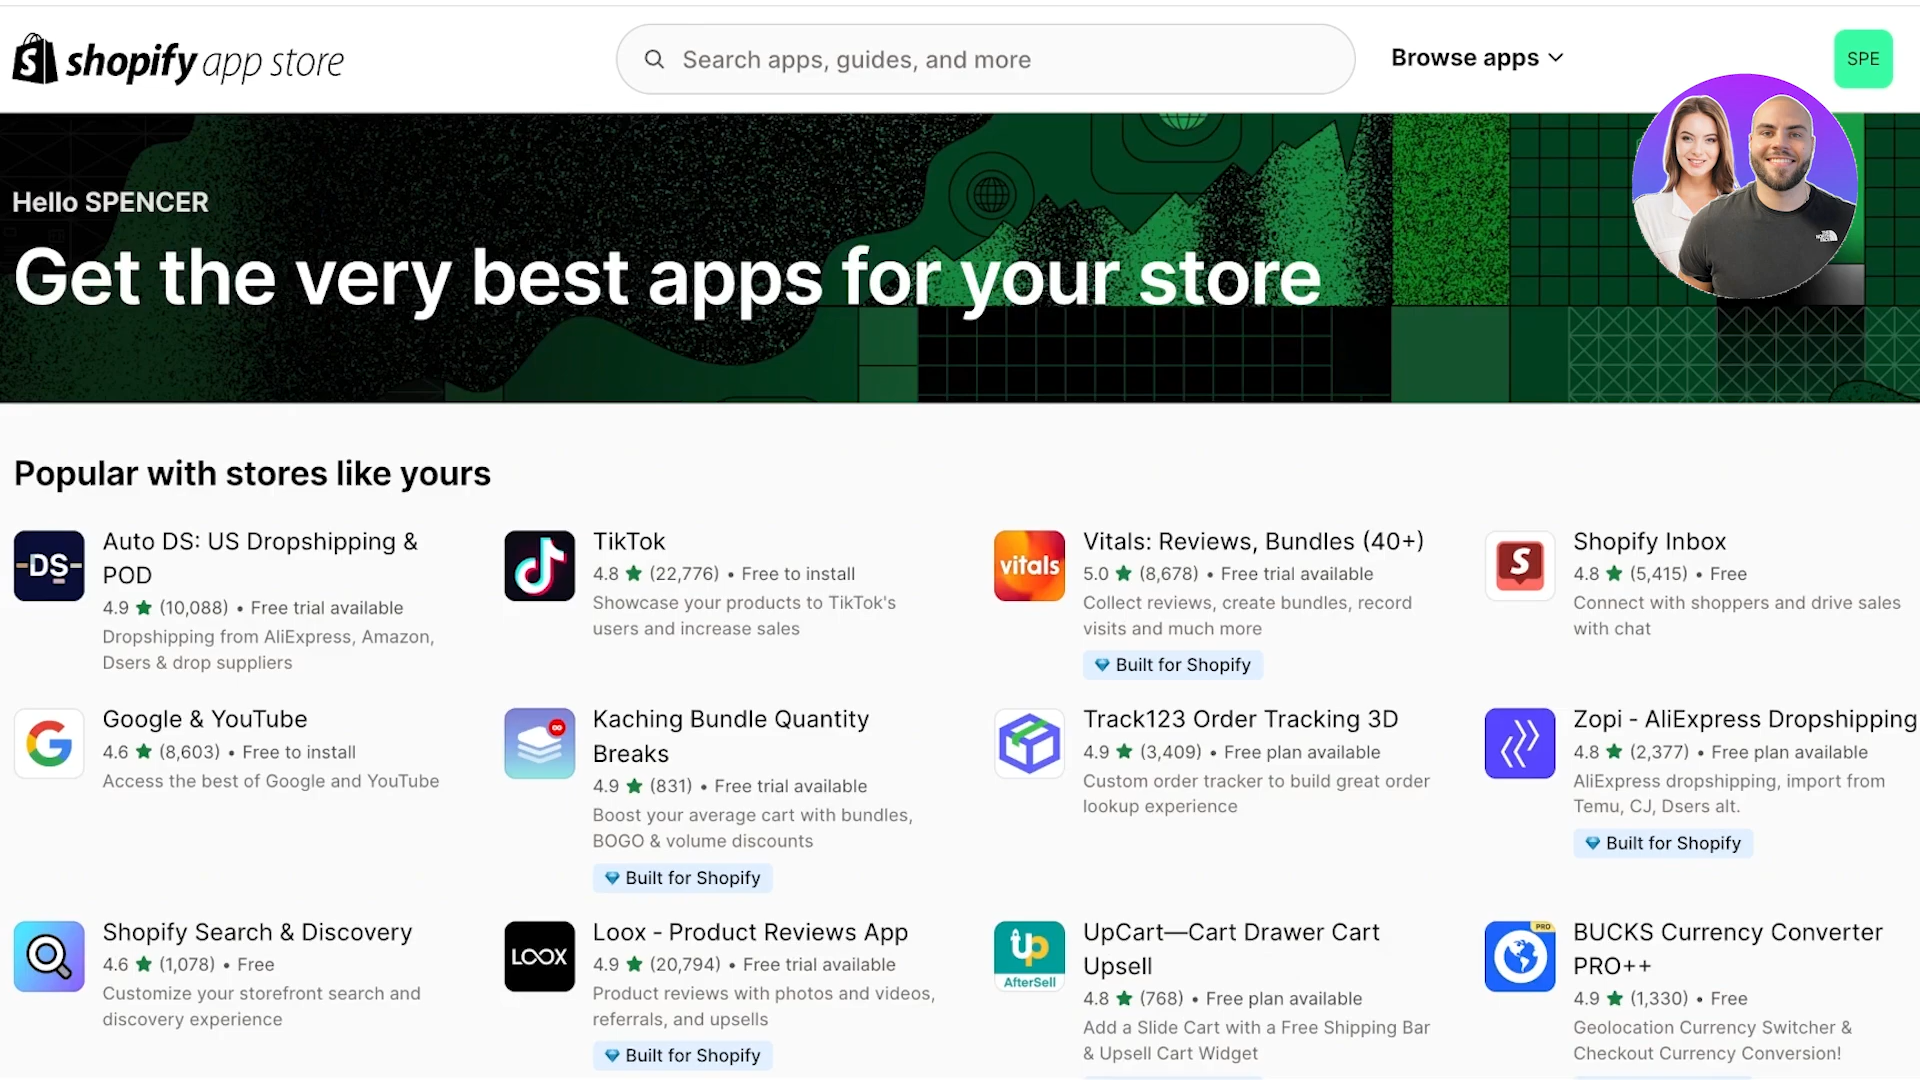 shopify app store
Search apps, guides, and more
Browse apps
SPE
Hello SPENCER
Get the very best apps for your store
Popular with stores like yours
DS
Auto DS: US Dropshipping &
POD
4.9 ★ (10,088) • Free trial available
Dropshipping from AliExpress, Amazon,
Dsers & drop suppliers
TikTok
4.8 ★ (22,776) • Free to install
Showcase your products to TikTok's
users and increase sales
vitals
Vitals: Reviews, Bundles (40+)
5.0 ★ (8,678) • Free trial available
Collect reviews, create bundles, record
visits and much more
Built for Shopify
Shopify Inbox
4.8 ★ (5,415) • Free
Connect with shoppers and drive sales
with chat
Google & YouTube
4.6 ★ (8,603) • Free to install
Access the best of Google and YouTube
Kaching Bundle Quantity
Breaks
4.9 ★ (831) • Free trial available
Boost your average cart with bundles,
BOGO & volume discounts
Built for Shopify
Track123 Order Tracking 3D
4.9 ★ (3,409) • Free plan available
Custom order tracker to build great order
lookup experience
Zopi - AliExpress Dropshipping
4.8 ★ (2,377) • Free plan available
AliExpress dropshipping, import from
Temu, CJ, Dsers alt.
Built for Shopify
Shopify Search & Discovery
4.6 ★ (1,078) • Free
Customize your storefront search and
discovery experience
LOOX
Loox - Product Reviews App
4.9 ★ (20,794) • Free trial available
Product reviews with photos and videos,
referrals, and upsells
Built for Shopify
up
AfterSell
UpCart—Cart Drawer Cart
Upsell
4.8 ★ (768) • Free plan available
Add a Slide Cart with a Free Shipping Bar
& Upsell Cart Widget
PRO
BUCKS Currency Converter
PRO++
4.9 ★ (1,330) • Free
Geolocation Currency Switcher &
Checkout Currency Conversion!